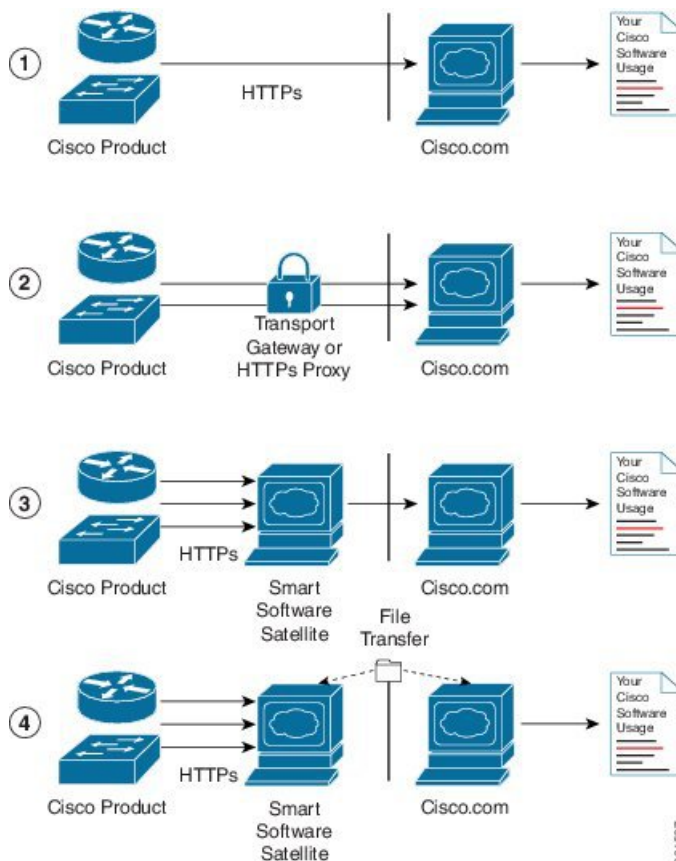 Your
Cisco
Software
Usage
1
HTTPs
Cisco Product
Cisco.com
Your
Cisco
Software
Usage
2
Transport
Gateway or
HTTPs Proxy
Cisco Product
Cisco.com
Your
Cisco
Software
Usage
3
HTTPs
Cisco Product
Smart
Software
Satellite
Cisco.com
File
Transfer
Your
Cisco
Software
Usage
4
HTTPs
Cisco Product
Smart
Software
Satellite
Cisco.com